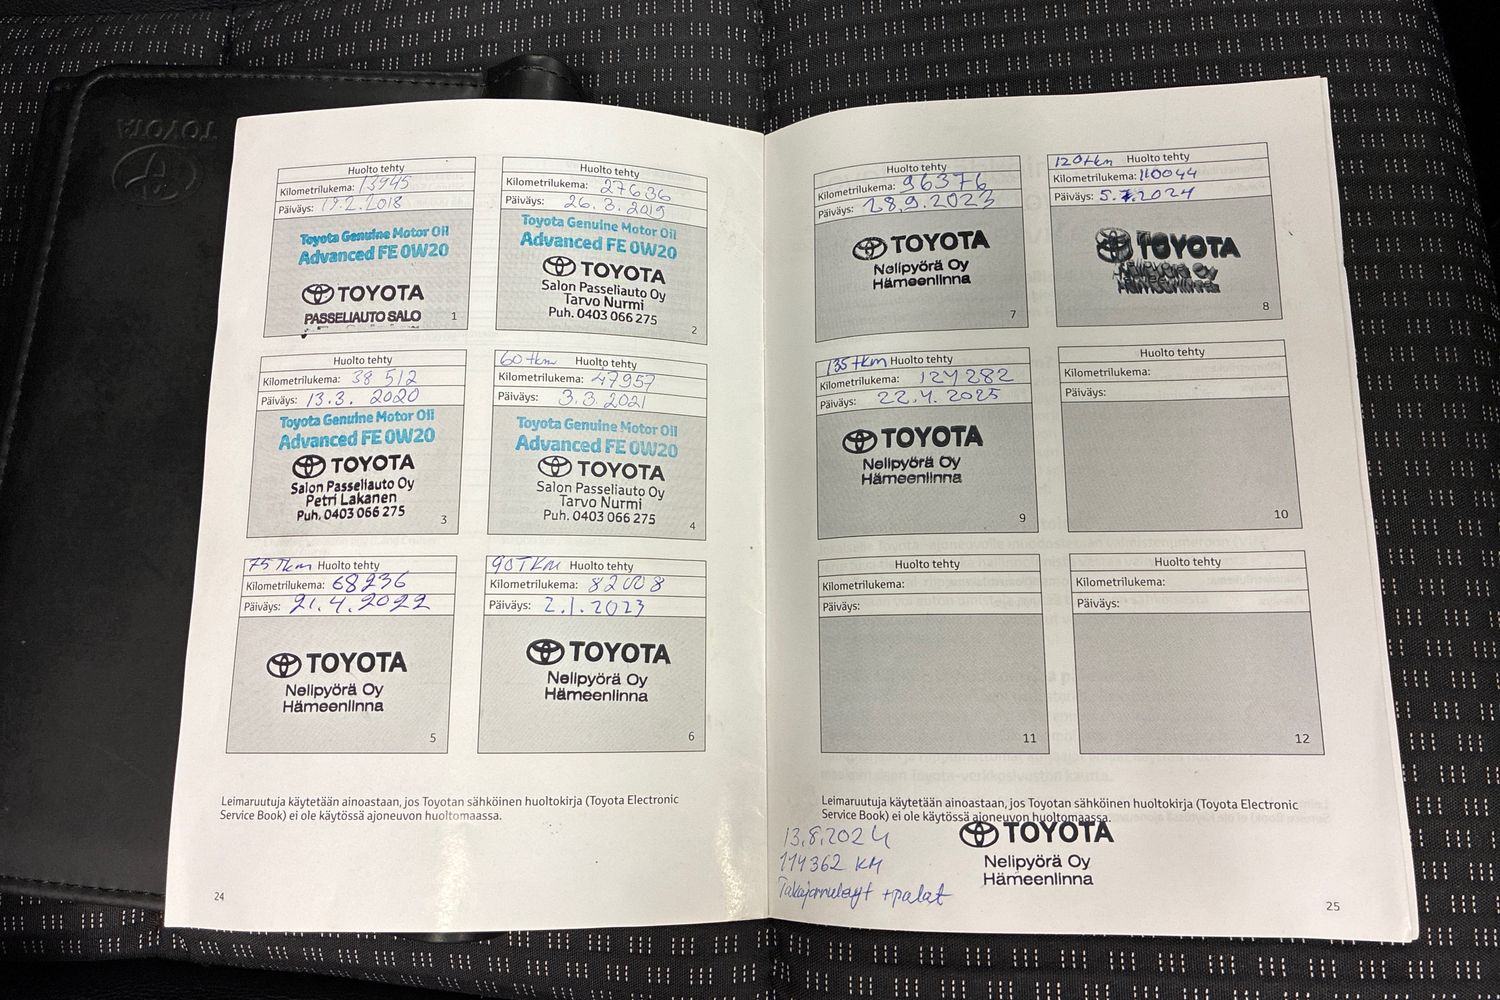 TOYOTA
Huolto tehty
Kilometrilukema: 13945
Päiväys: 19.2.2018
Toyota Genuine Motor Oil
Advanced FE 0W20
TOYOTA
PASSELIAUTO SALO
1
Huolto tehty
Kilometrilukema: 27636
Päiväys: 26.3.2019
Toyota Genuine Motor Oil
Advanced FE 0W20
TOYOTA
Salon Passeliauto Oy
Tarvo Nurmi
Puh. 0403 066 275
2
Huolto tehty
Kilometrilukema: 38 512
Päiväys: 13.3. 2020
Toyota Genuine Motor Oil
Advanced FE 0W20
TOYOTA
Salon Passeliauto Oy
Petri Lakanen
Puh. 0403 066 275
3
60 tkm Huolto tehty
Kilometrilukema: 47957
Päiväys: 3.3.2021
Toyota Genuine Motor Oil
Advanced FE 0W20
TOYOTA
Salon Passeliauto Oy
Tarvo Nurmi
Puh. 0403 066 275
4
75 Tkm Huolto tehty
Kilometrilukema: 68236
Päiväys: 21.4.2022
TOYOTA
Nelipyörä Oy
Hämeenlinna
5
90TKM Huolto tehty
Kilometrilukema: 82008
Päiväys: 2.1.2023
TOYOTA
Nelipyörä Oy
Hämeenlinna
6
Leimaruutuja käytetään ainoastaan, jos Toyotan sähköinen huoltokirja (Toyota Electronic
Service Book) ei ole käytössä ajoneuvon huoltomaassa.
24
Huolto tehty
Kilometrilukema: 96376
Päiväys: 28.9.2023
TOYOTA
Nelipyörä Oy
Hämeenlinna
7
120tkm Huolto tehty
Kilometrilukema: 110044
Päiväys: 5.7.2024
TOYOTA
Nelipyörä Oy
Hämeenlinna
8
135tkm Huolto tehty
Kilometrilukema: 124282
Päiväys: 22.4.2025
TOYOTA
Nelipyörä Oy
Hämeenlinna
9
Huolto tehty
Kilometrilukema:
Päiväys:
10
Huolto tehty
Kilometrilukema:
Päiväys:
11
Huolto tehty
Kilometrilukema:
Päiväys:
12
Leimaruutuja käytetään ainoastaan, jos Toyotan sähköinen huoltokirja (Toyota Electronic
Service Book) ei ole käytössä ajoneuvon huoltomaassa.
13.8.2024
114362 KM
+palat
TOYOTA
Nelipyörä Oy
Hämeenlinna
25